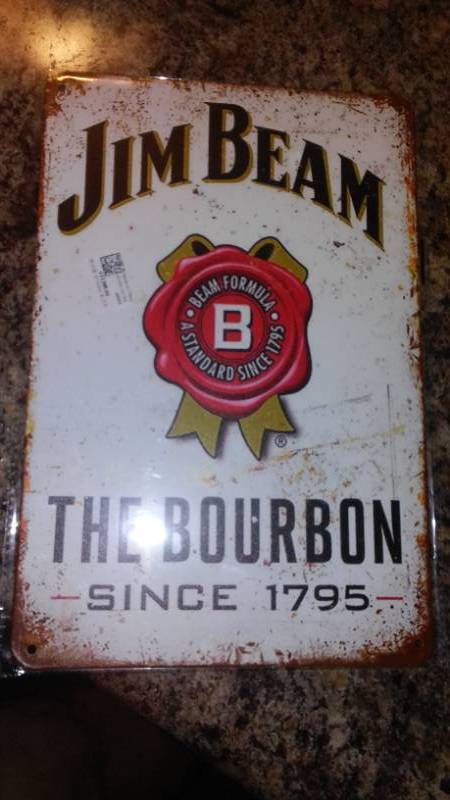 JIM BEAM
BEAM FORMULA
B
A STANDARD SINCE 1795
®
THE BOURBON
SINCE 1795